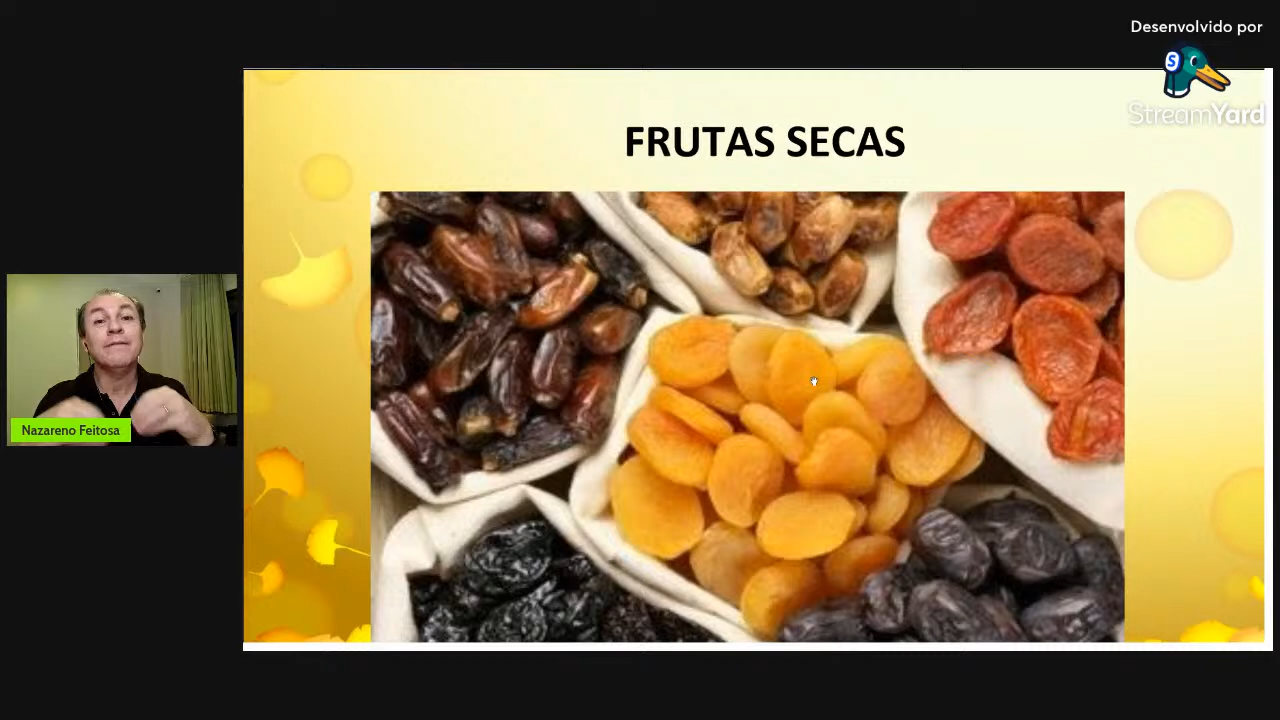 Desenvolvido por
S
StreamYard
FRUTAS SECAS
Nazareno Feitosa